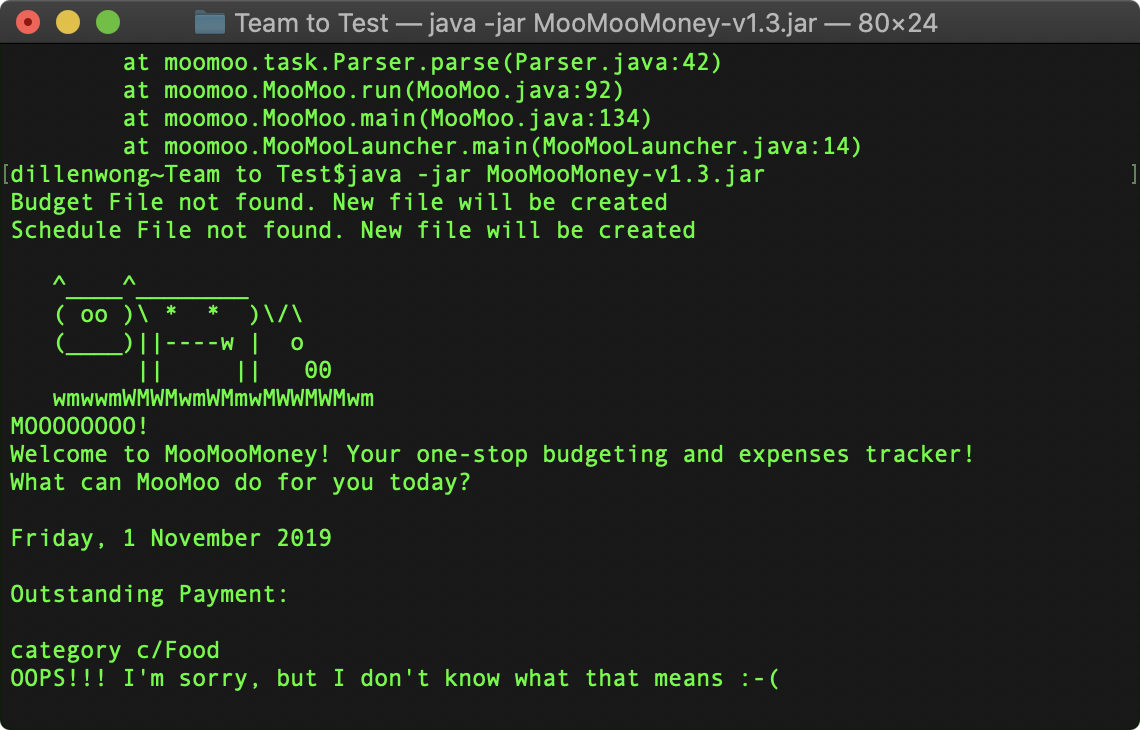 Team to Test — java -jar MooMooMoney-v1.3.jar — 80×24
        at moomoo.task.Parser.parse(Parser.java:42)
        at moomoo.MooMoo.run(MooMoo.java:92)
        at moomoo.MooMoo.main(MooMoo.java:134)
        at moomoo.MooMooLauncher.main(MooMooLauncher.java:14)
[dillenwong~Team to Test$java -jar MooMooMoney-v1.3.jar ]
Budget File not found. New file will be created
Schedule File not found. New file will be created
   ^    ^
    ____ ________
   ( oo )\ *  *  )\/\
   (____)||----w |  o
         ||     ||   00
   wmwwmWMWMwmWMmwMWWMWMwm
MOOOOOOOO!
Welcome to MooMooMoney! Your one-stop budgeting and expenses tracker!
What can MooMoo do for you today?
Friday, 1 November 2019
Outstanding Payment:
category c/Food
OOPS!!! I'm sorry, but I don't know what that means :-(